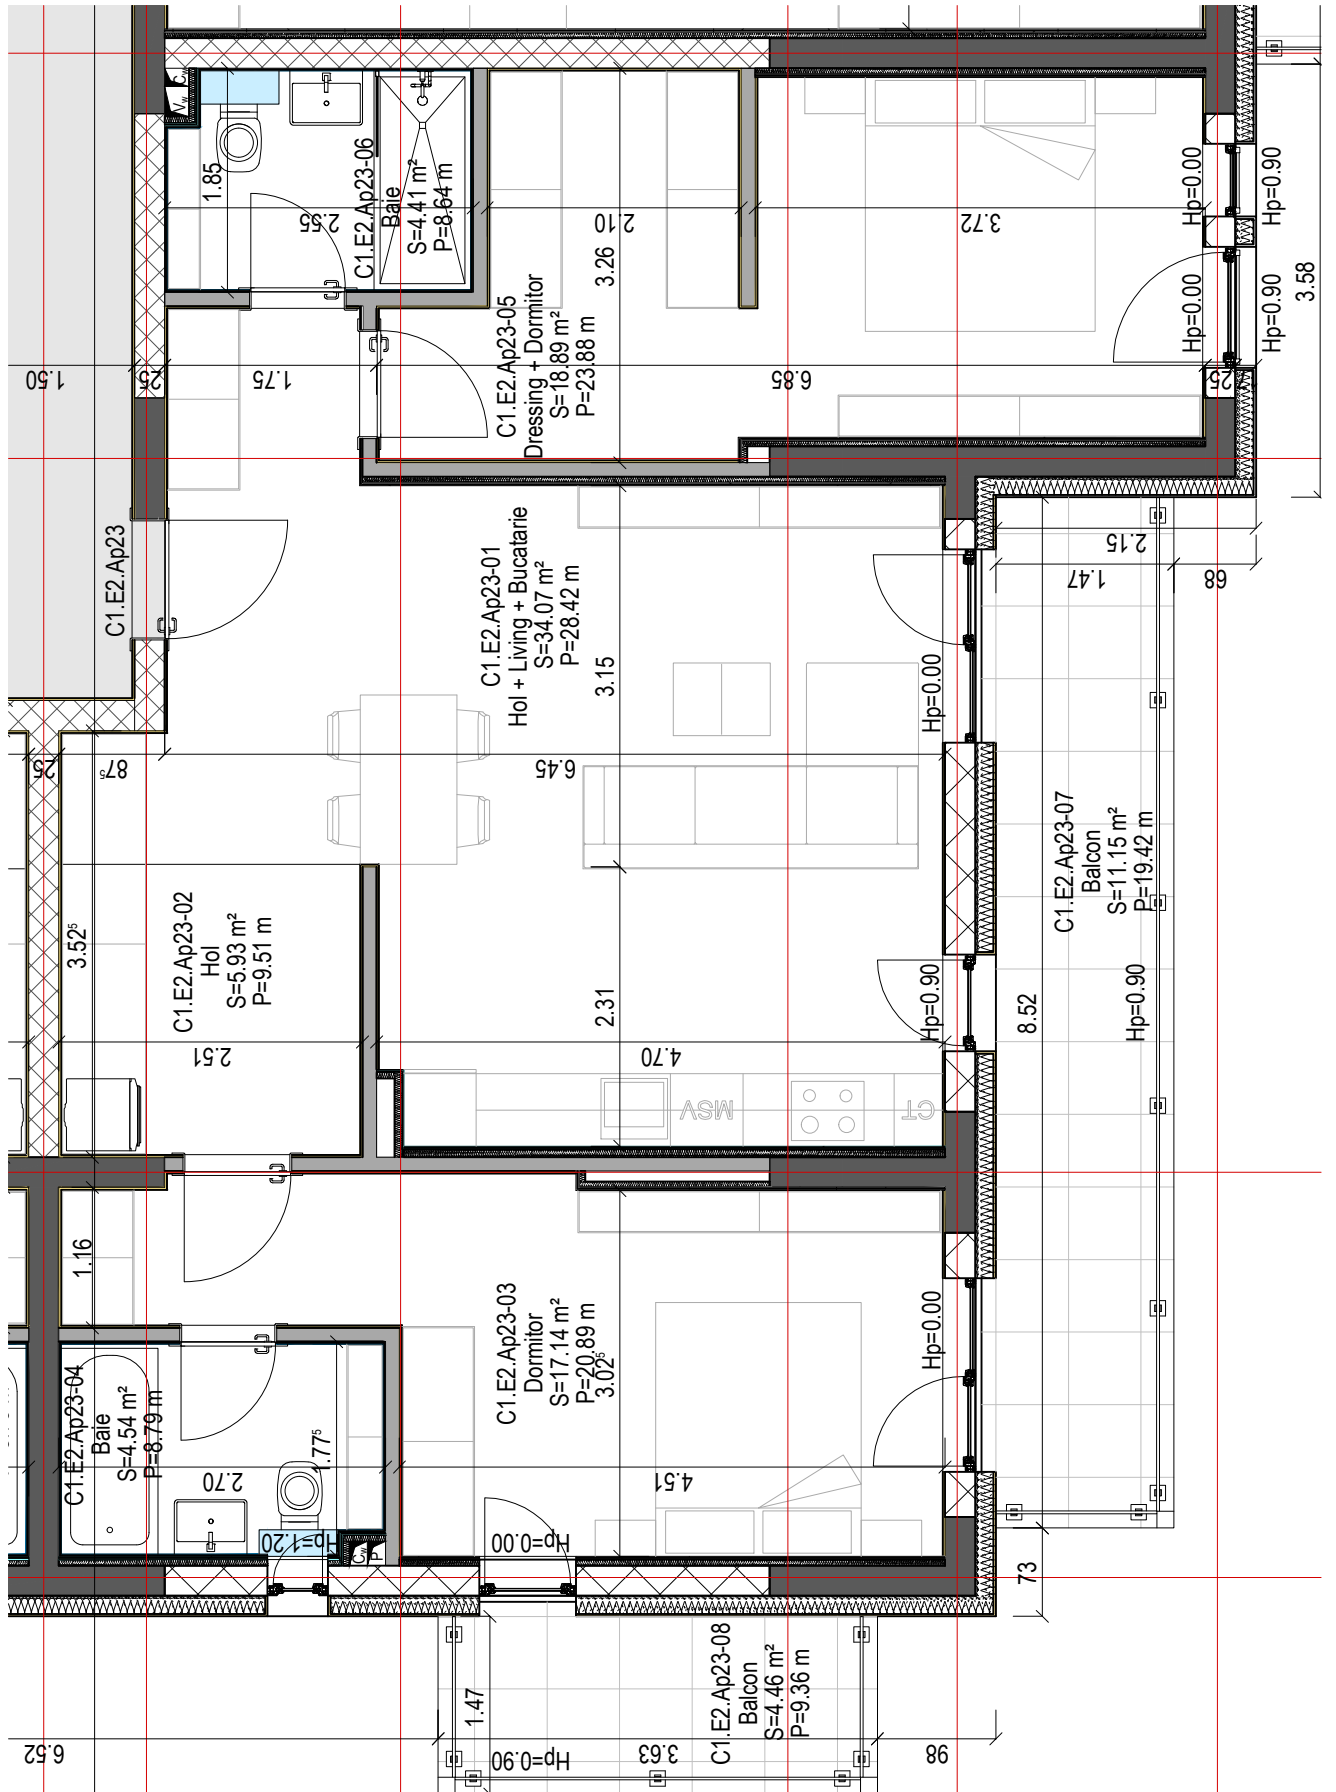 C1.E2.Ap23-06
Baie
S=4.41 m²
P=8.64 m
1.85
2.55
Vw
Cw
2.10
3.26
3.72
C1.E2.Ap23-05
Dressing + Dormitor
S=18.89 m²
P=23.88 m
Hp=0.00
Hp=0.90
Hp=0.00
Hp=0.90
3.58
1.50
25
1.75
6.85
25
C1.E2.Ap23
C1.E2.Ap23-01
Hol + Living + Bucatarie
S=34.07 m²
P=28.42 m
3.15
2.15
1.47
68
Hp=0.00
25
87⁵
6.45
C1.E2.Ap23-02
Hol
S=5.93 m²
P=9.51 m
3.52⁵
C1.E2.Ap23-07
Balcon
S=11.15 m²
P=19.42 m
2.31
Hp=0.90
8.52
Hp=0.90
2.51
4.70
MSV
CT
1.16
C1.E2.Ap23-03
Dormitor
S=17.14 m²
P=20.89 m
3.02⁵
Hp=0.00
C1.E2.Ap23-04
Baie
S=4.54 m²
P=8.79 m
1.77⁵
2.70
4.51
Hp=1.20
Cw
P
Hp=0.00
73
C1.E2.Ap23-08
Balcon
S=4.46 m²
P=9.36 m
1.47
6.52
Hp=0.90
3.63
98